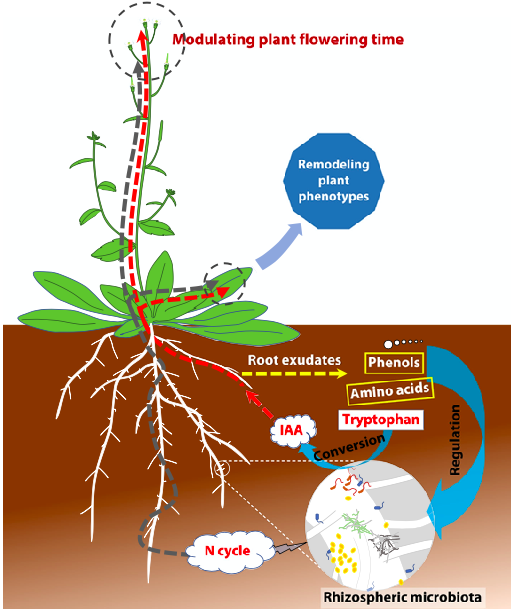 Modulating plant flowering time
Remodeling
plant
phenotypes
Root exudates
Phenols
Amino acids
Tryptophan
IAA
Conversion
Regulation
N cycle
Rhizospheric microbiota